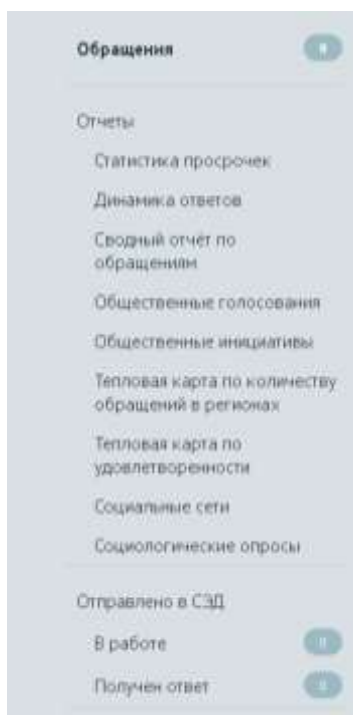 Обращения
Отчеты
Статистика просрочек
Динамика ответов
Сводный отчёт по
обращениям
Общественные голосования
Общественные инициативы
Тепловая карта по количеству
обращений в регионах
Тепловая карта по
удовлетворенности
Социальные сети
Социологические опросы
Отправлено в СЭД
В работе
Получен ответ